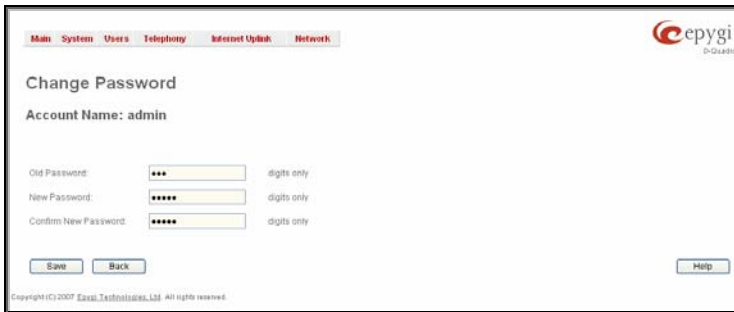 Main System Users Telephony Internet Uplink Network
epygi
Change Password
Account Name: admin
Old Password: ••• digits only
New Password: ••••• digits only
Confirm New Password: ••••• digits only
Save Back Help
Copyright (C) 2007 Epygi Technologies, Ltd. All rights reserved.